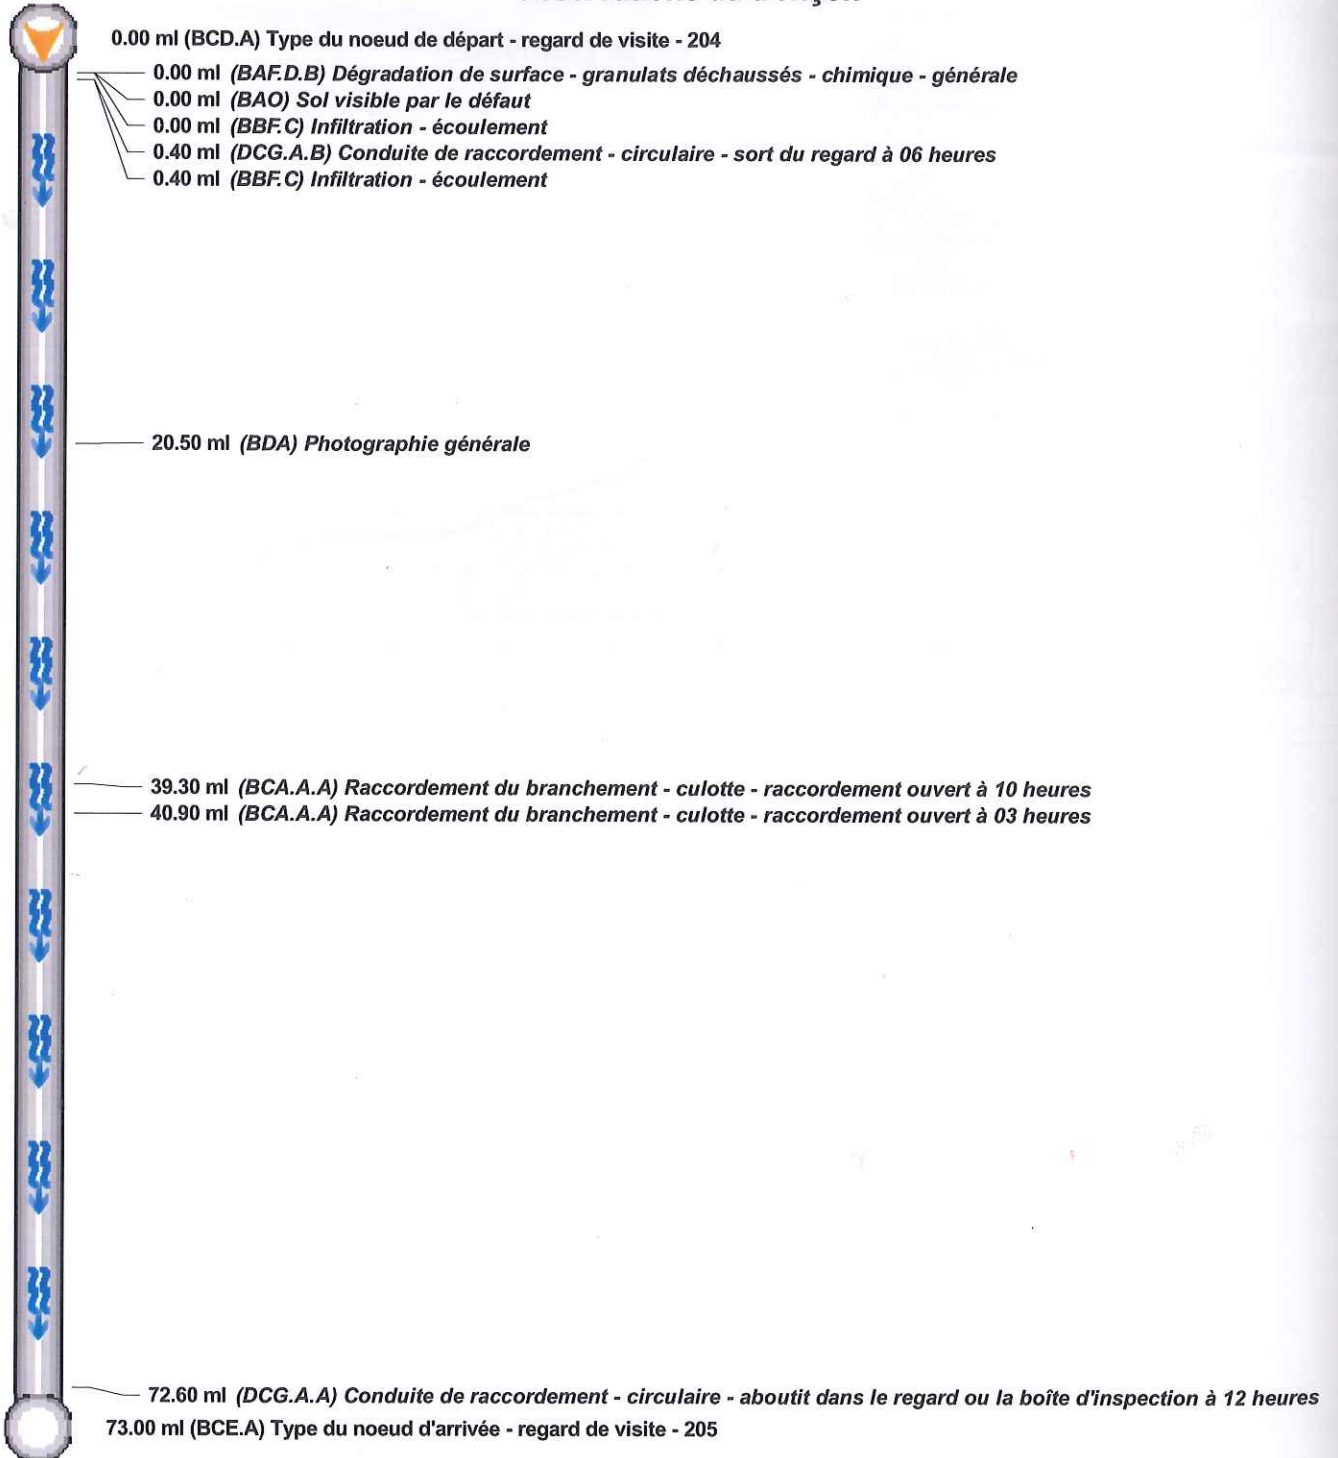 0.00 ml (BCD.A) Type du noeud de départ - regard de visite - 204
0.00 ml (BAF.D.B) Dégradation de surface - granulats déchaussés - chimique - générale
0.00 ml (BAO) Sol visible par le défaut
0.00 ml (BBF.C) Infiltration - écoulement
0.40 ml (DCG.A.B) Conduite de raccordement - circulaire - sort du regard à 06 heures
0.40 ml (BBF.C) Infiltration - écoulement
20.50 ml (BDA) Photographie générale
39.30 ml (BCA.A.A) Raccordement du branchement - culotte - raccordement ouvert à 10 heures
40.90 ml (BCA.A.A) Raccordement du branchement - culotte - raccordement ouvert à 03 heures
72.60 ml (DCG.A.A) Conduite de raccordement - circulaire - aboutit dans le regard ou la boîte d'inspection à 12 heures
73.00 ml (BCE.A) Type du noeud d'arrivée - regard de visite - 205